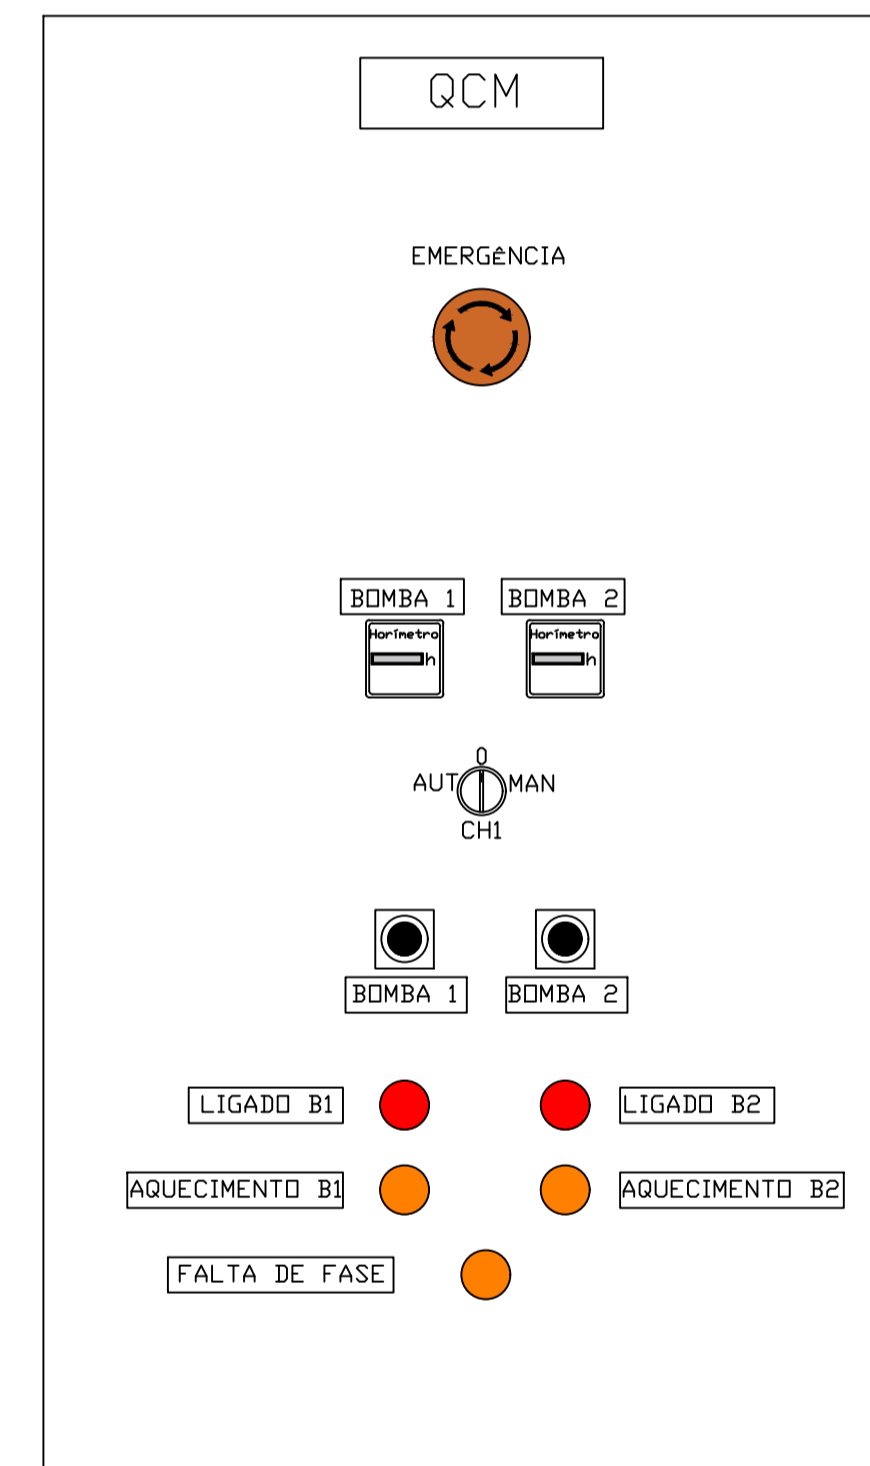 QCM
EMERGÊNCIA
BOMBA 1
BOMBA 2
Horímetro
h
Horímetro
h
0
AUT
MAN
CH1
BOMBA 1
BOMBA 2
LIGADO B1
LIGADO B2
AQUECIMENTO B1
AQUECIMENTO B2
FALTA DE FASE